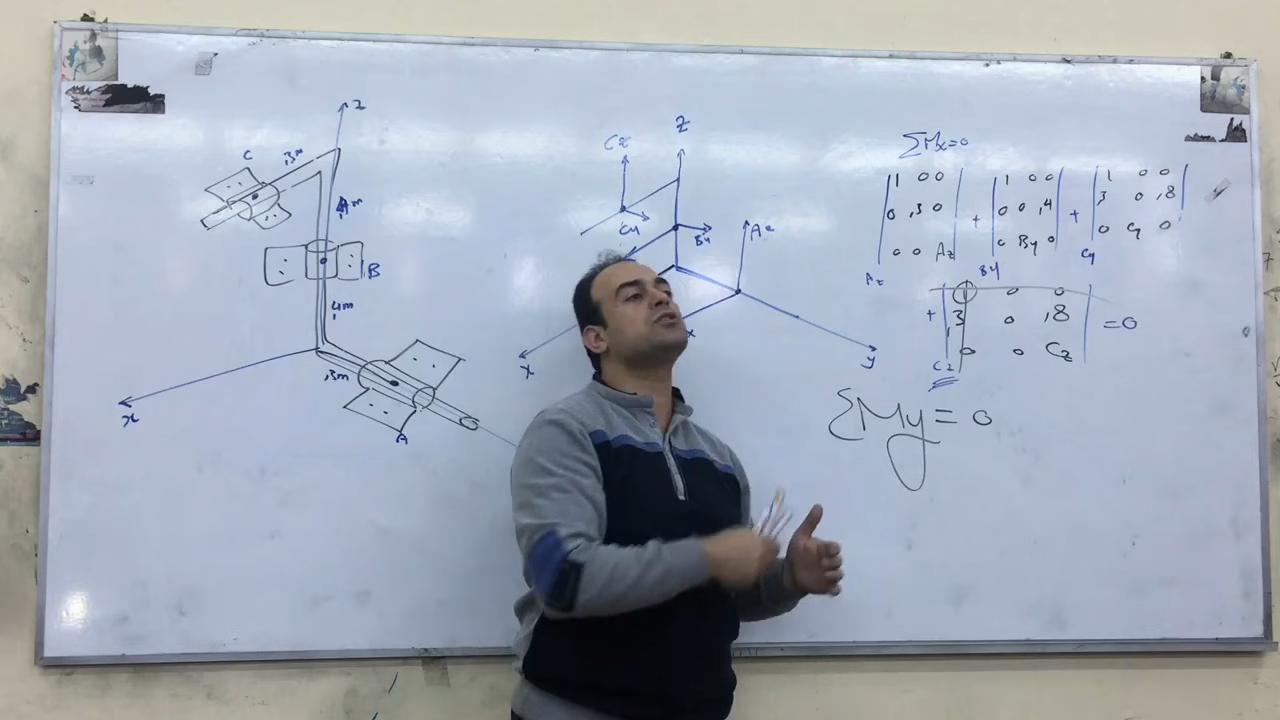 z
C
.3m
.4m
B
.4m
.3m
x
A
Z
Cz
Cy
By
Az
x
x
y
ΣMx=0
1 0 0
0 .3 0
0 0 Az
Az
+
1 0 0
0 0 .4
0 By 0
By
+
1 0 0
.3 0 .8
0 Cy 0
Cy
+
1 0 0
.3 0 .8
0 0 Cz
Cz
=0
ΣMy=0